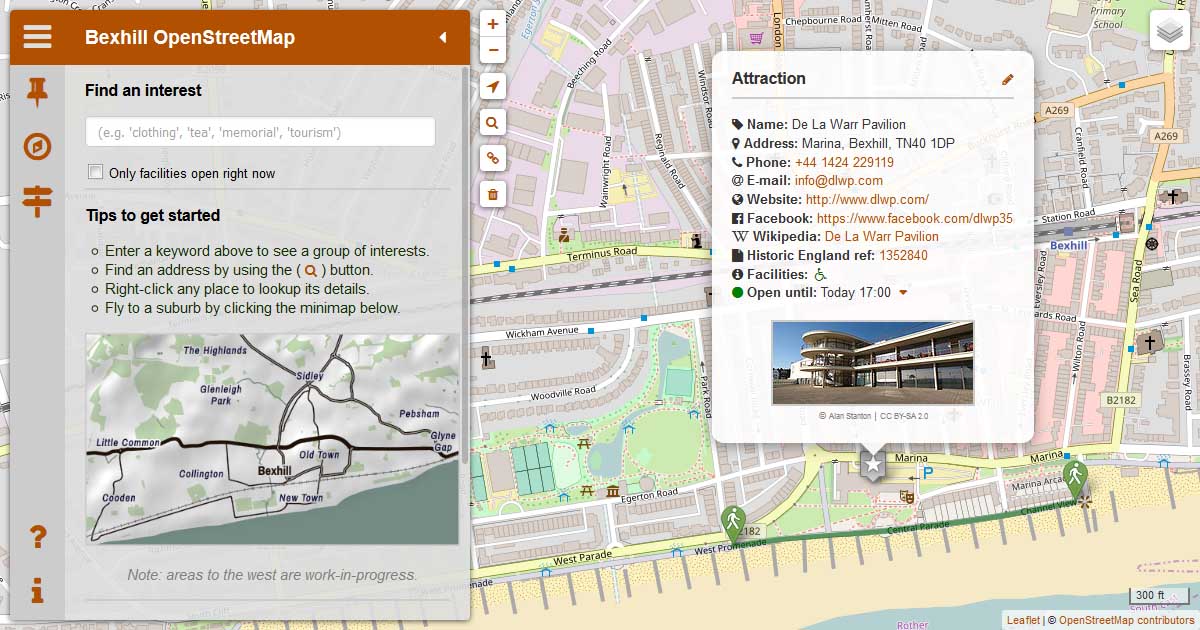 Bexhill OpenStreetMap
Find an interest
(e.g. 'clothing', 'tea', 'memorial', 'tourism')
Only facilities open right now
Tips to get started
Enter a keyword above to see a group of interests.
Find an address by using the ( ) button.
Right-click any place to lookup its details.
Fly to a suburb by clicking the minimap below.
The Highlands
Sidley
Glenleigh
Park
Pebsham
Little Common
Glyne
Gap
Old Town
Collington
Bexhill
Cooden
New Town
Note: areas to the west are work-in-progress.
?
i
+
−
Attraction
Name: De La Warr Pavilion
Address: Marina, Bexhill, TN40 1DP
Phone: +44 1424 229119
E-mail: info@dlwp.com
Website: http://www.dlwp.com/
Facebook: https://www.facebook.com/dlwp35
Wikipedia: De La Warr Pavilion
Historic England ref: 1352840
Facilities:
Open until: Today 17:00
© Alan Stanton | CC BY-SA 2.0
Chepbourne Road
Mitten Road
London
Primary
School
Beeching Road
Windsor Road
Reginald Road
Wainwright Road
A269
A269
Cranfield Road
Station Road
Bexhill
Terminus Road
Sea Road
Eversley Road
Wickham Avenue
Wilton Road
Brassey Road
Woodville Road
Park Road
B2182
Marina
Marina
P
Egerton Road
Channel View
Central Parade
West Promenade
West Parade
300 ft
Rother
Leaflet | © OpenStreetMap contributors